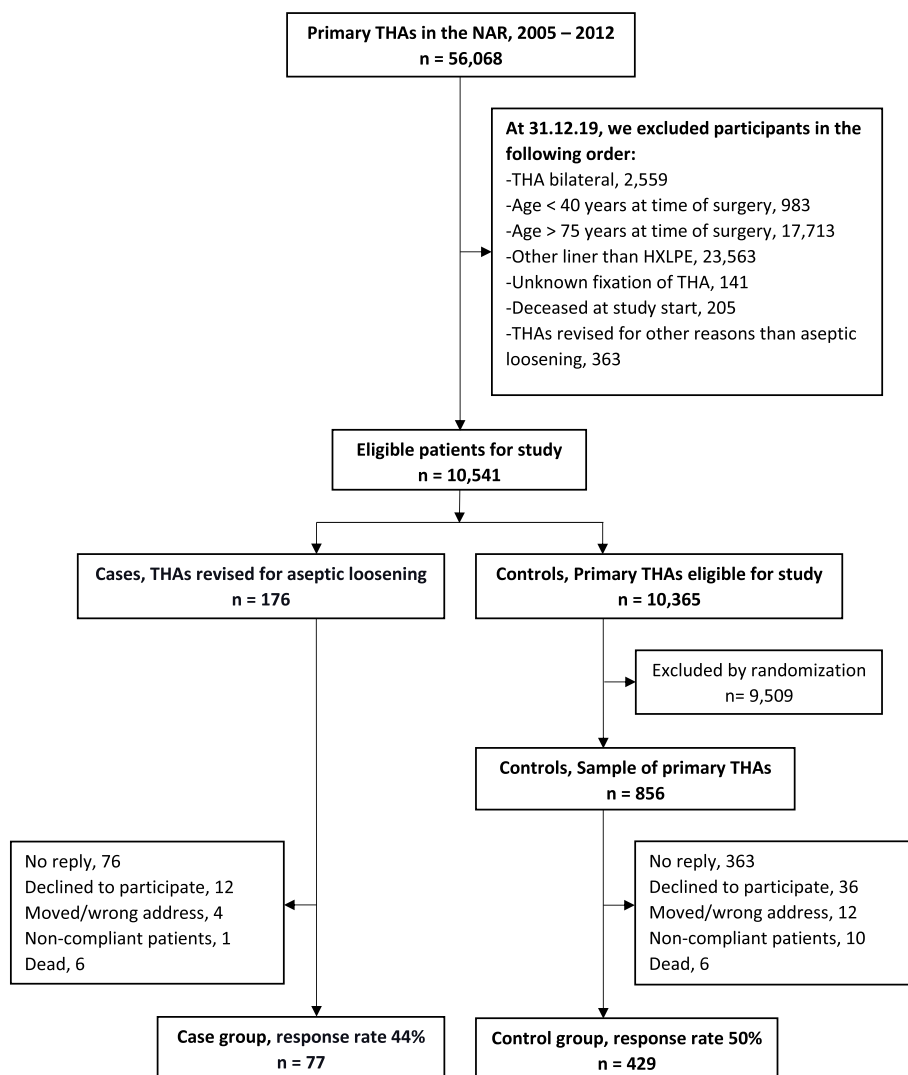 Primary THAs in the NAR, 2005 – 2012
n = 56,068
At 31.12.19, we excluded participants in the
following order:
-THA bilateral, 2,559
-Age < 40 years at time of surgery, 983
-Age > 75 years at time of surgery, 17,713
-Other liner than HXLPE, 23,563
-Unknown fixation of THA, 141
-Deceased at study start, 205
-THAs revised for other reasons than aseptic
loosening, 363
Eligible patients for study
n = 10,541
Cases, THAs revised for aseptic loosening
n = 176
Controls, Primary THAs eligible for study
n = 10,365
Excluded by randomization
n= 9,509
Controls, Sample of primary THAs
n = 856
No reply, 76
Declined to participate, 12
Moved/wrong address, 4
Non-compliant patients, 1
Dead, 6
No reply, 363
Declined to participate, 36
Moved/wrong address, 12
Non-compliant patients, 10
Dead, 6
Case group, response rate 44%
n = 77
Control group, response rate 50%
n = 429